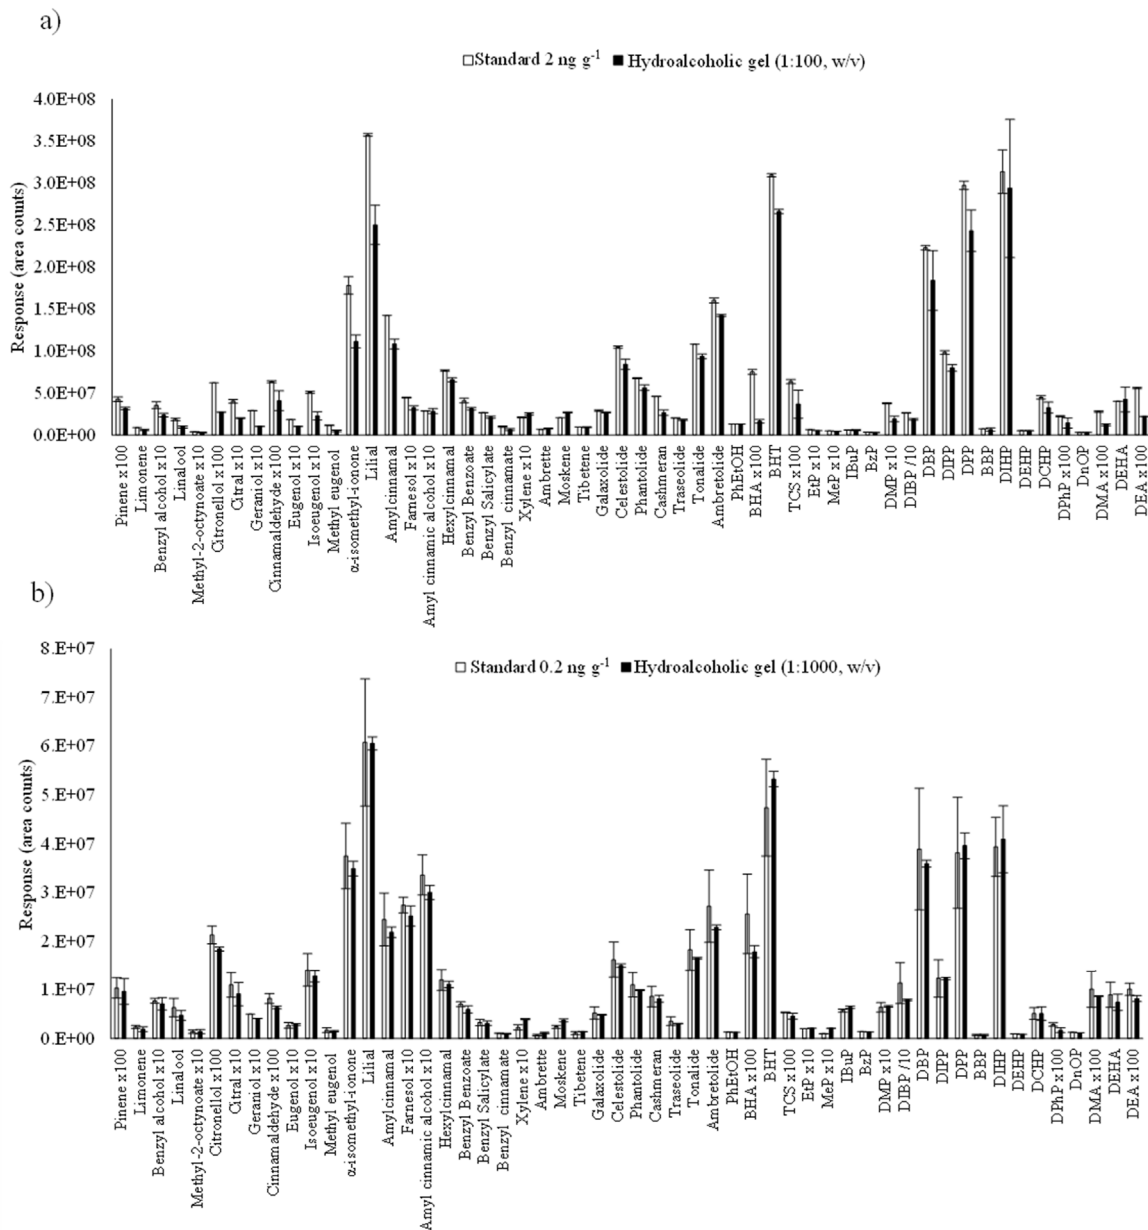 a)
Standard 2 ng g-1 Hydroalcoholic gel (1:100, w/v)
Response (area counts)
4.0E+08
3.5E+08
3.0E+08
2.5E+08
2.0E+08
1.5E+08
1.0E+08
5.0E+07
0.0E+00
Pinene x100
Limonene
Benzyl alcohol x10
Linalool
Methyl-2-octynoate x10
Citronellol x100
Citral x10
Geraniol x10
Cinnamaldehyde x100
Eugenol x10
Isoeugenol x10
Methyl eugenol
α-isomethyl-ionone
Lilial
Amylcinnamal
Farnesol x10
Amyl cinnamic alcohol x10
Hexylcinnamal
Benzyl Benzoate
Benzyl Salicylate
Benzyl cinnamate
Xylene x10
Ambrette
Moskene
Tibetene
Galaxolide
Celestolide
Phantolide
Cashmeran
Traseolide
Tonalide
Ambretolide
PhEtOH
BHA x100
BHT
TCS x100
EtP x10
MeP x10
IBuP
BzP
DMP x10
DIBP /10
DBP
DIPP
DPP
BBP
DIHP
DEHP
DCHP
DPhP x100
DnOP
DMA x100
DEHA
DEA x100
b)
Standard 0.2 ng g-1 Hydroalcoholic gel (1:1000, w/v)
Response (area counts)
8.E+07
7.E+07
6.E+07
5.E+07
4.E+07
3.E+07
2.E+07
1.E+07
0.E+00
Pinene x100
Limonene
Benzyl alcohol x10
Linalool
Methyl-2-octynoate x10
Citronellol x100
Citral x10
Geraniol x10
Cinnamaldehyde x100
Eugenol x10
Isoeugenol x10
Methyl eugenol
α-isomethyl-ionone
Lilial
Amylcinnamal
Farnesol x10
Amyl cinnamic alcohol x10
Hexylcinnamal
Benzyl Benzoate
Benzyl Salicylate
Benzyl cinnamate
Xylene x10
Ambrette
Moskene
Tibetene
Galaxolide
Celestolide
Phantolide
Cashmeran
Traseolide
Tonalide
Ambretolide
PhEtOH
BHA x100
BHT
TCS x100
EtP x10
MeP x10
IBuP
BzP
DMP x10
DIBP /10
DBP
DIPP
DPP
BBP
DIHP
DEHP
DCHP
DPhP x100
DnOP
DMA x100
DEHA
DEA x100